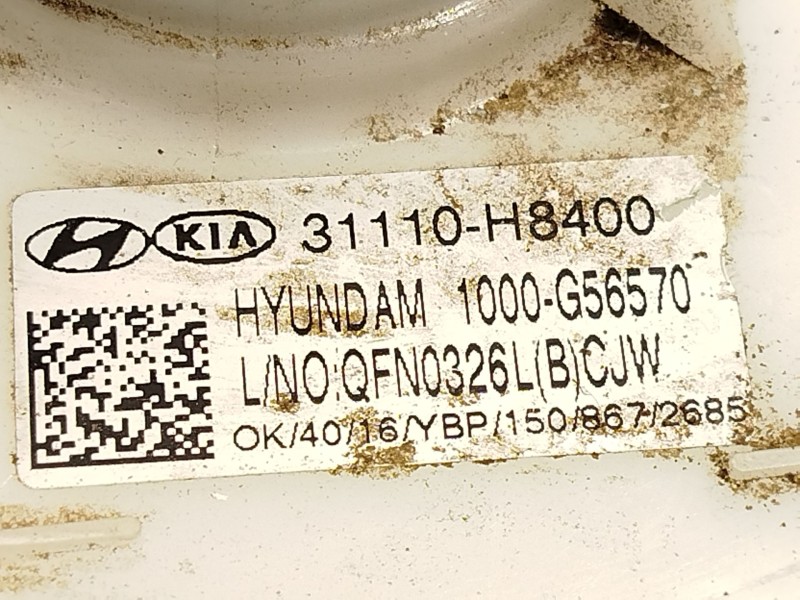 KIA 31110-H8400
HYUNDAM 1000-G56570
L/NO:QFN0326L(B)CJW
OK/40/16/YBP/150/867/2685